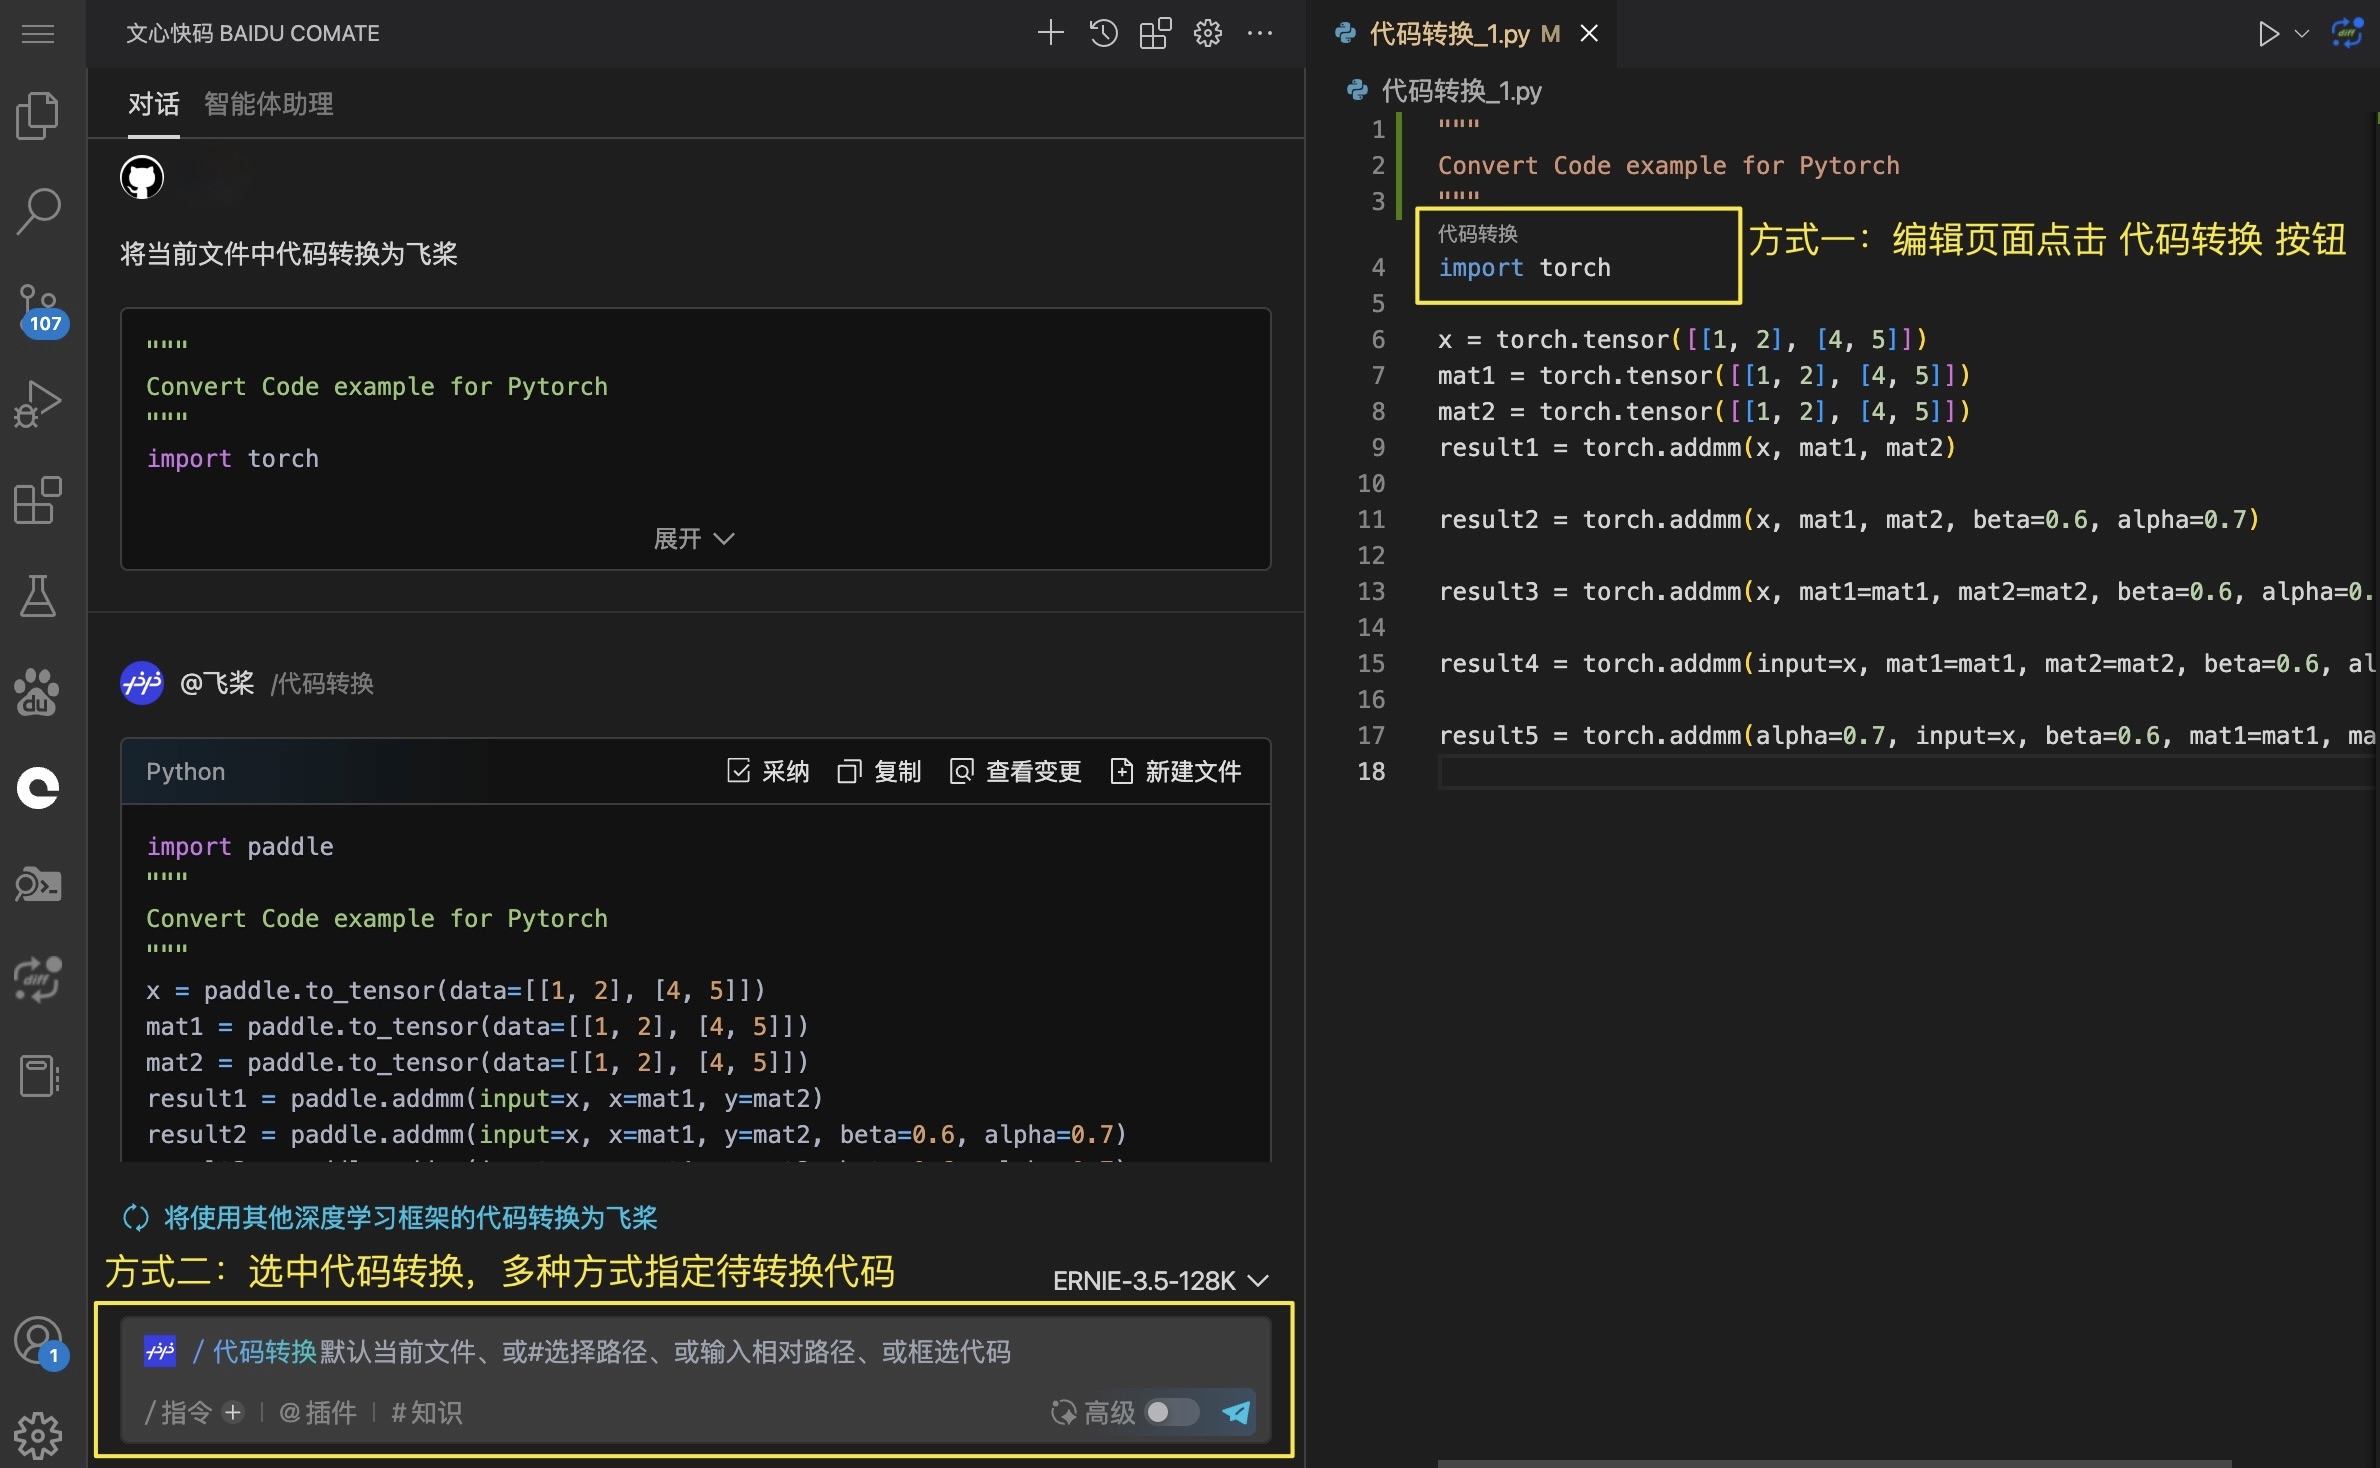 文心快码 BAIDU COMATE
对话 智能体助理
将当前文件中代码转换为飞桨
"""
Convert Code example for Pytorch
"""
import torch
展开
@飞桨 /代码转换
Python 采纳 复制 查看变更 新建文件
import paddle
"""
Convert Code example for Pytorch
"""
x = paddle.to_tensor(data=[[1, 2], [4, 5]])
mat1 = paddle.to_tensor(data=[[1, 2], [4, 5]])
mat2 = paddle.to_tensor(data=[[1, 2], [4, 5]])
result1 = paddle.addmm(input=x, x=mat1, y=mat2)
result2 = paddle.addmm(input=x, x=mat1, y=mat2, beta=0.6, alpha=0.7)
将使用其他深度学习框架的代码转换为飞桨
方式二：选中代码转换，多种方式指定待转换代码
ERNIE-3.5-128K
/ 代码转换默认当前文件、或#选择路径、或输入相对路径、或框选代码
/指令 @插件 #知识 高级
107
du
diff
1
代码转换_1.py M
diff
代码转换_1.py
1 """
2 Convert Code example for Pytorch
3 """
代码转换
方式一：编辑页面点击 代码转换 按钮
4 import torch
5
6 x = torch.tensor([[1, 2], [4, 5]])
7 mat1 = torch.tensor([[1, 2], [4, 5]])
8 mat2 = torch.tensor([[1, 2], [4, 5]])
9 result1 = torch.addmm(x, mat1, mat2)
10
11 result2 = torch.addmm(x, mat1, mat2, beta=0.6, alpha=0.7)
12
13 result3 = torch.addmm(x, mat1=mat1, mat2=mat2, beta=0.6, alpha=0.
14
15 result4 = torch.addmm(input=x, mat1=mat1, mat2=mat2, beta=0.6, al
16
17 result5 = torch.addmm(alpha=0.7, input=x, beta=0.6, mat1=mat1, ma
18